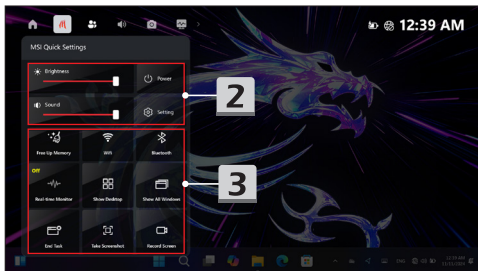 12:39 AM
MSI Quick Settings
Brightness
Power
2
Sound
Setting
Free Up Memory
Wifi
Bluetooth
3
Off
Real-time Monitor
Show Desktop
Show All Windows
End Task
Take Screenshot
Record Screen
ENG
12:39 AM